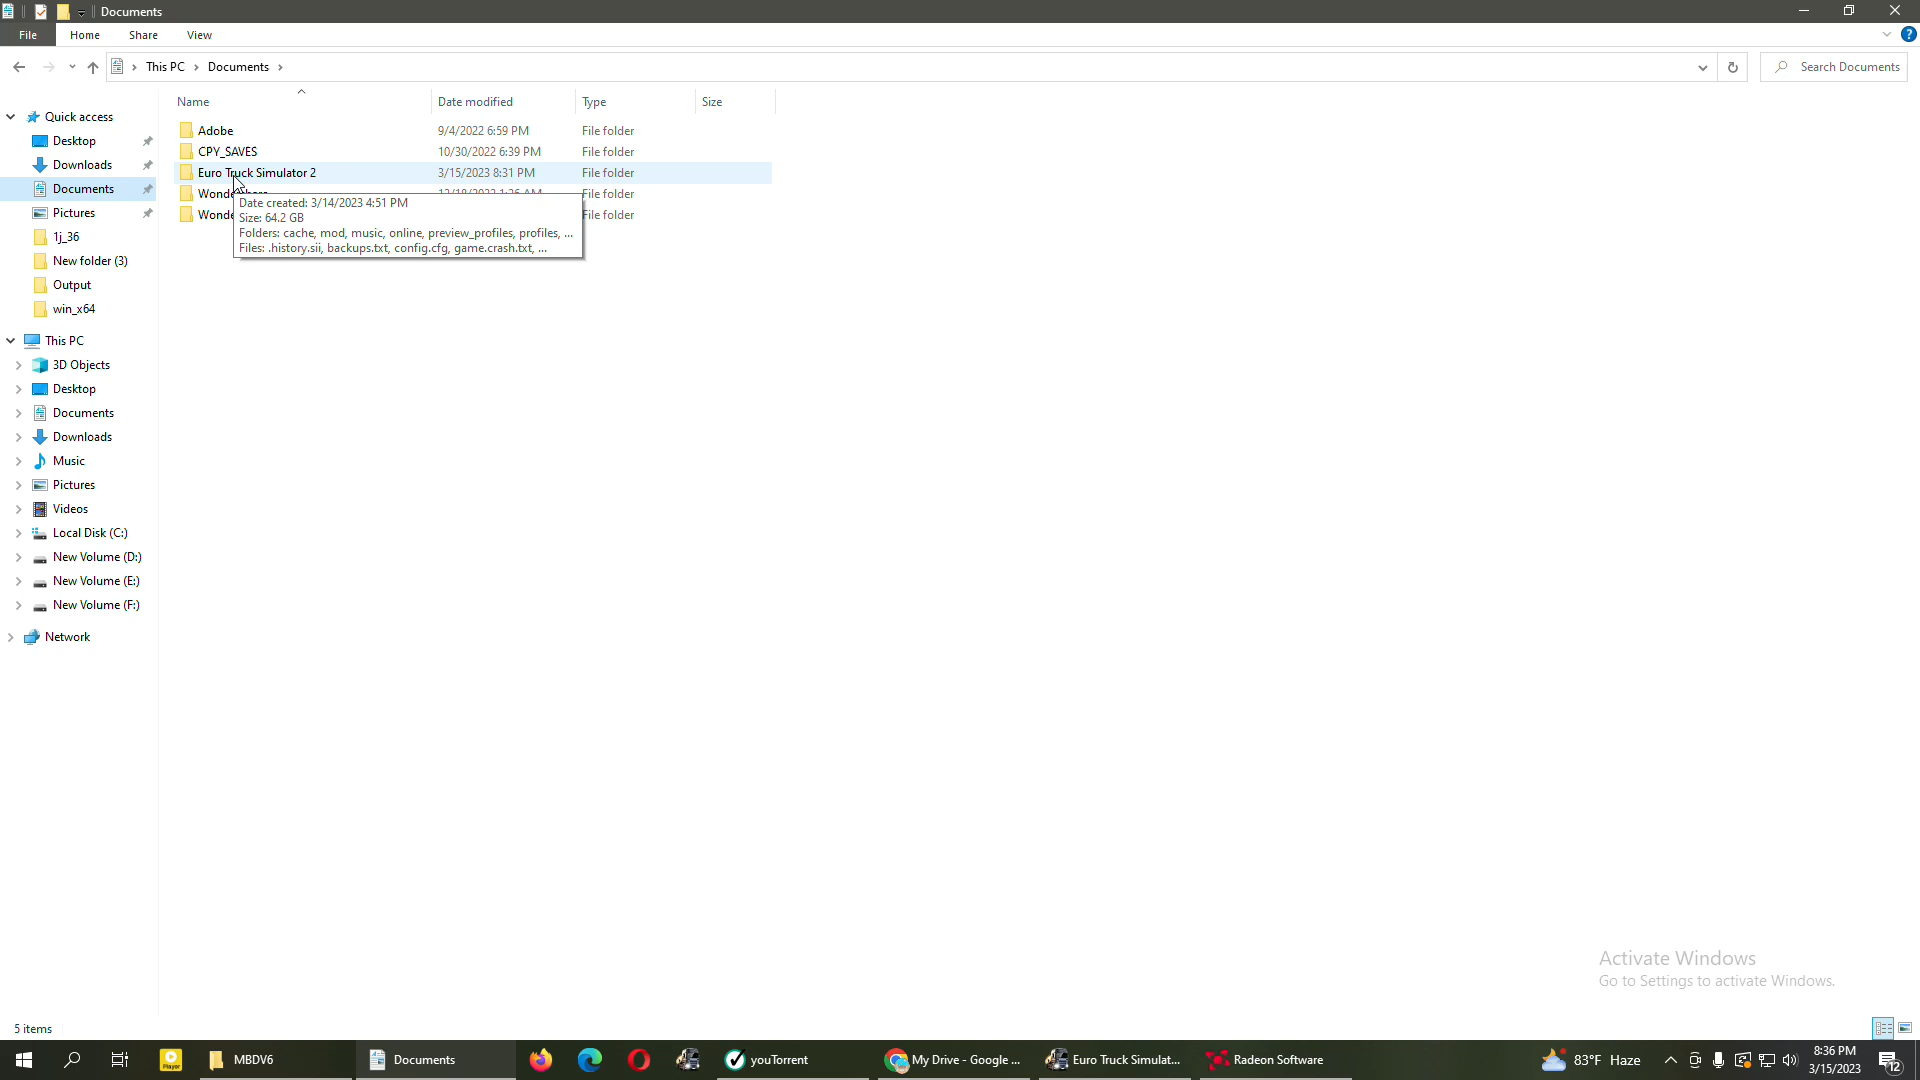 Documents
File Home Share View
This PC Documents
Search Documents
Name Date modified Type Size
Adobe 9/4/2022 6:59 PM File folder
CPY_SAVES 10/30/2022 6:39 PM File folder
Euro Truck Simulator 2 3/15/2023 8:31 PM File folder
File folder
File folder
Date created: 3/14/2023 4:51 PM
Size: 64.2 GB
Folders: cache, mod, music, online, preview_profiles, profiles, ...
Files: .history.sii, backups.txt, config.cfg, game.crash.txt, ...
Quick access
Desktop
Downloads
Documents
Pictures
1j_36
New folder (3)
Output
win_x64
This PC
3D Objects
Desktop
Documents
Downloads
Music
Pictures
Videos
Local Disk (C:)
New Volume (D:)
New Volume (E:)
New Volume (F:)
Network
Activate Windows
Go to Settings to activate Windows.
5 items
Player
MBDV6
Documents
youTorrent
My Drive - Google ...
Euro Truck Simulat...
Radeon Software
83°F Haze
8:36 PM
3/15/2023
12